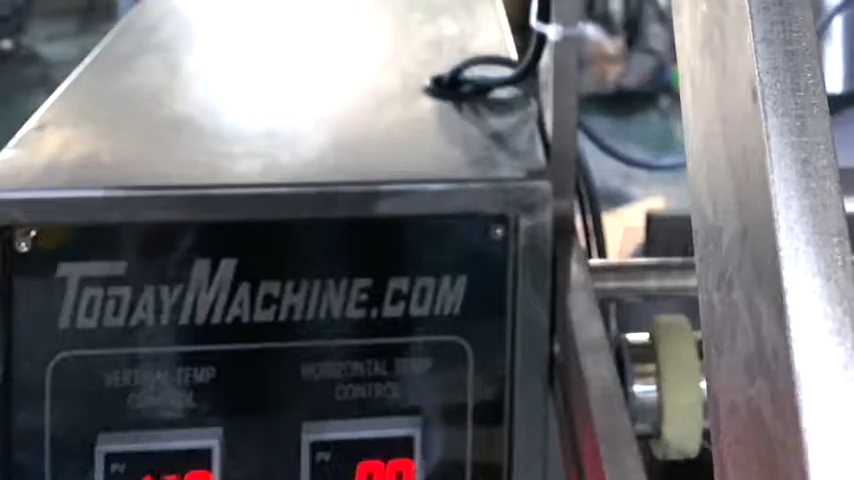 TODAYMACHINE.COM
VERTICAL TEMP HORIZONTAL TEMP
CONTROL CONTROL
PV PV